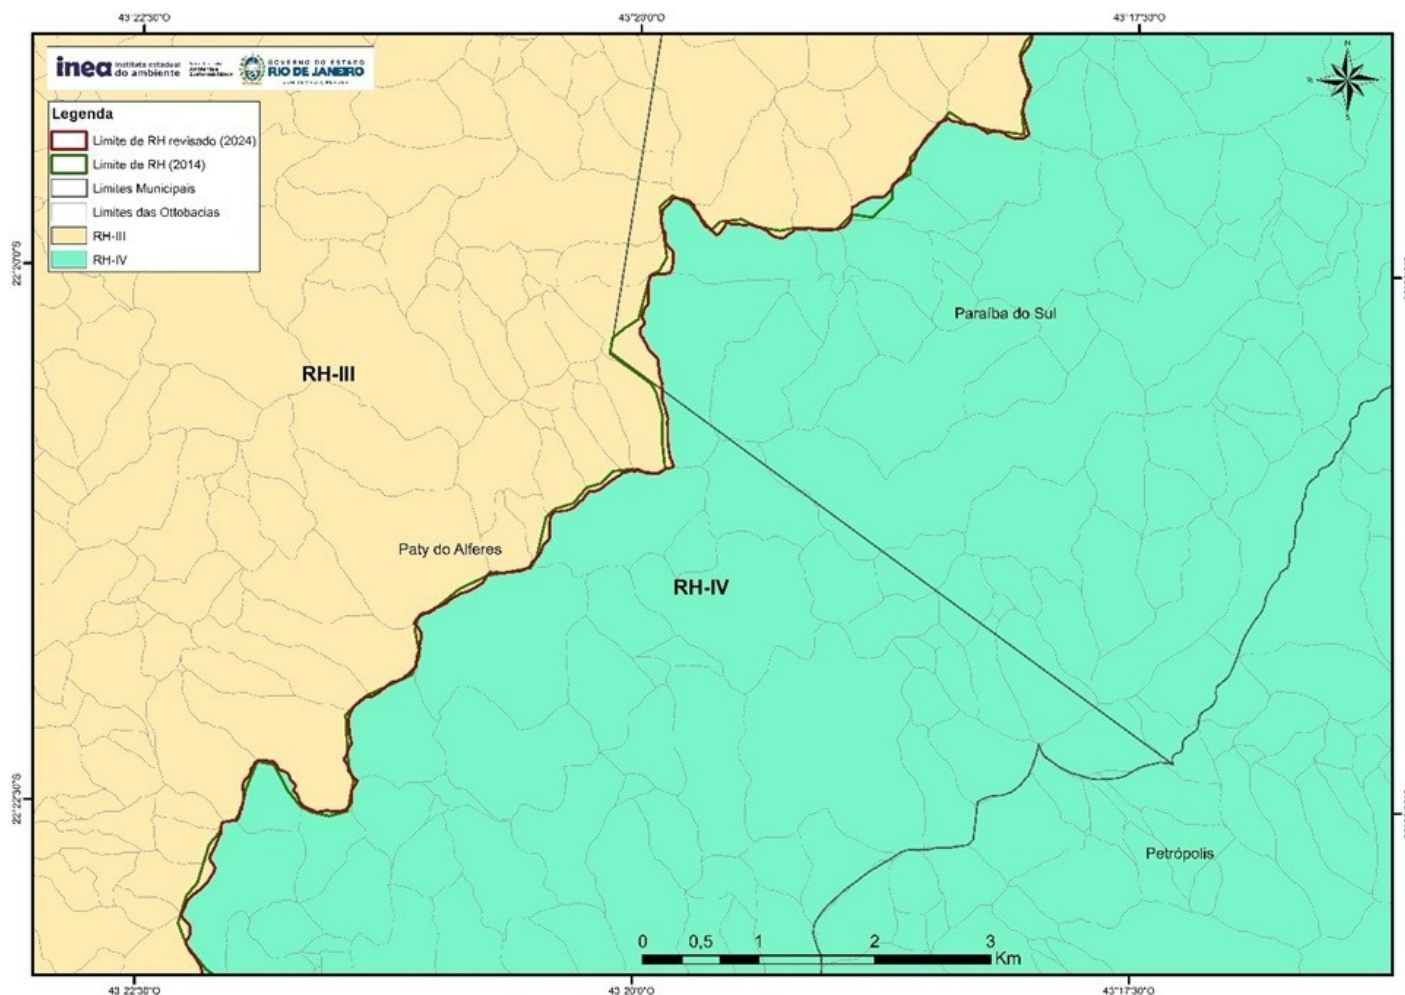 43°22'30"O
43°20'0"O
43°17'30"O
inea instituto estadual
do ambiente
GOVERNO DO ESTADO
RIO DE JANEIRO
N
S
Legenda
Limite de RH revisado (2024)
Limite de RH (2014)
Limites Municipais
Limites das Ottobacias
RH-III
RH-IV
22°20'0"S
Paraíba do Sul
RH-III
Paty do Alferes
RH-IV
22°22'30"S
Petrópolis
0 0,5 1 2 3
Km
43°22'30"O
43°20'0"O
43°17'30"O